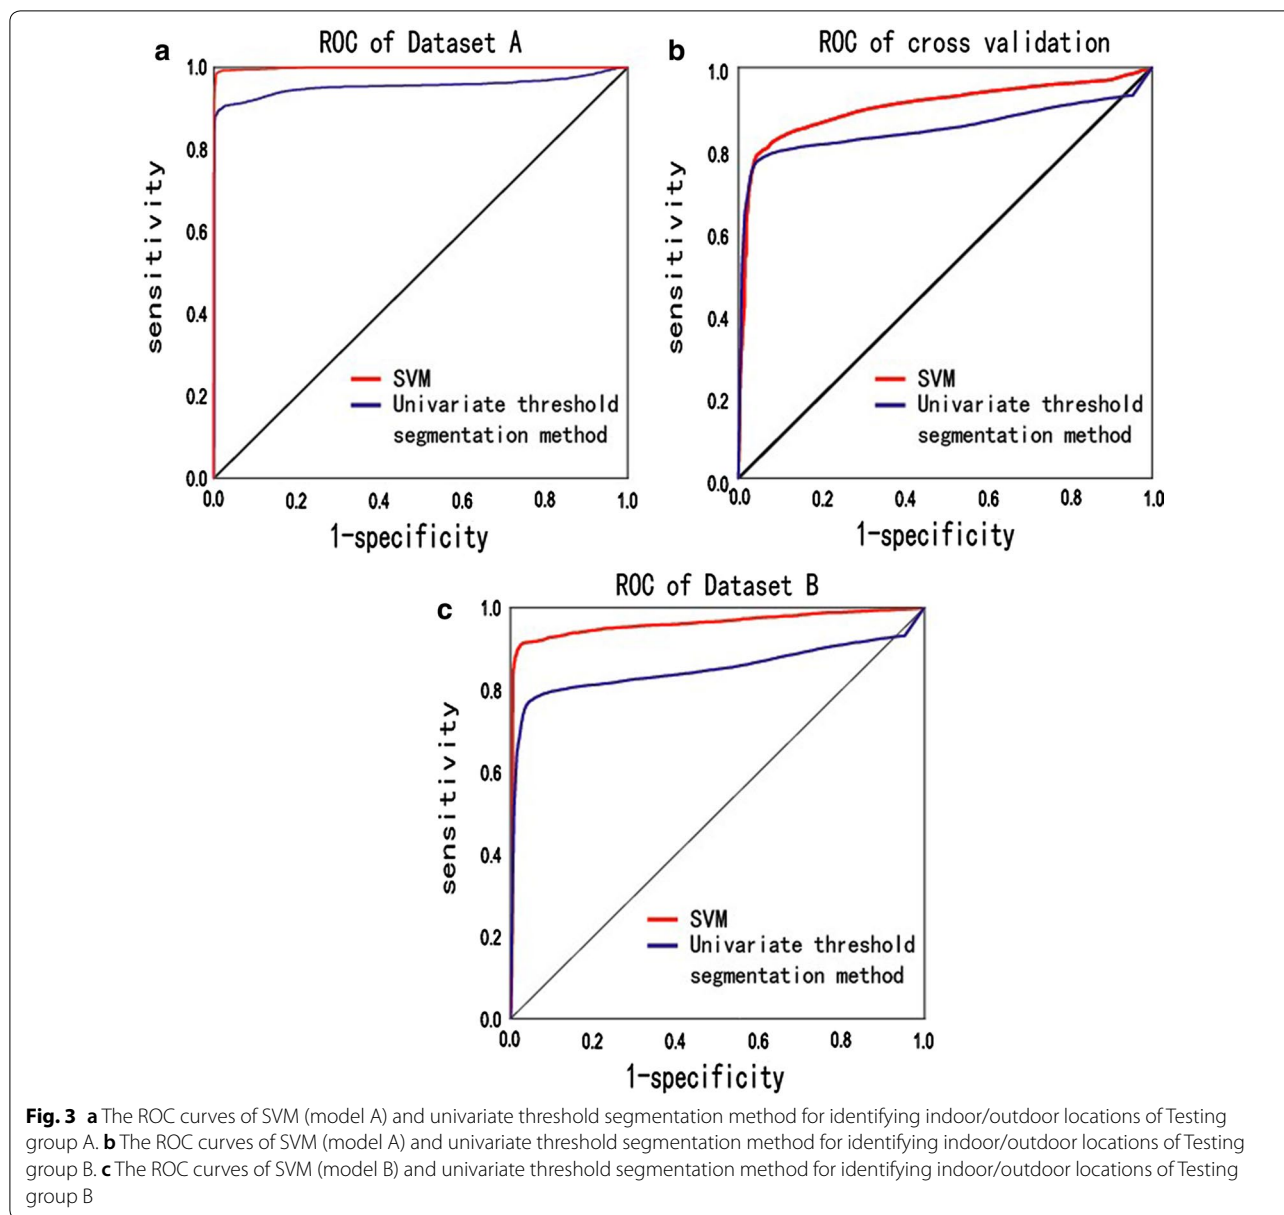 a
ROC of Dataset A
1.0
0.8
0.6
0.4
0.2
0.0
sensitivity
SVM
Univariate threshold
segmentation method
0.0 0.2 0.4 0.6 0.8 1.0
1-specificity
b
ROC of cross validation
1.0
0.8
0.6
0.4
0.2
0.0
sensitivity
SVM
Univariate threshold
segmentation method
0.0 0.2 0.4 0.6 0.8 1.0
1-specificity
c
ROC of Dataset B
1.0
0.8
0.6
0.4
0.2
0.0
sensitivity
SVM
Univariate threshold
segmentation method
0.0 0.2 0.4 0.6 0.8 1.0
1-specificity
Fig. 3 a The ROC curves of SVM (model A) and univariate threshold segmentation method for identifying indoor/outdoor locations of Testing
group A. b The ROC curves of SVM (model A) and univariate threshold segmentation method for identifying indoor/outdoor locations of Testing
group B. c The ROC curves of SVM (model B) and univariate threshold segmentation method for identifying indoor/outdoor locations of Testing
group B